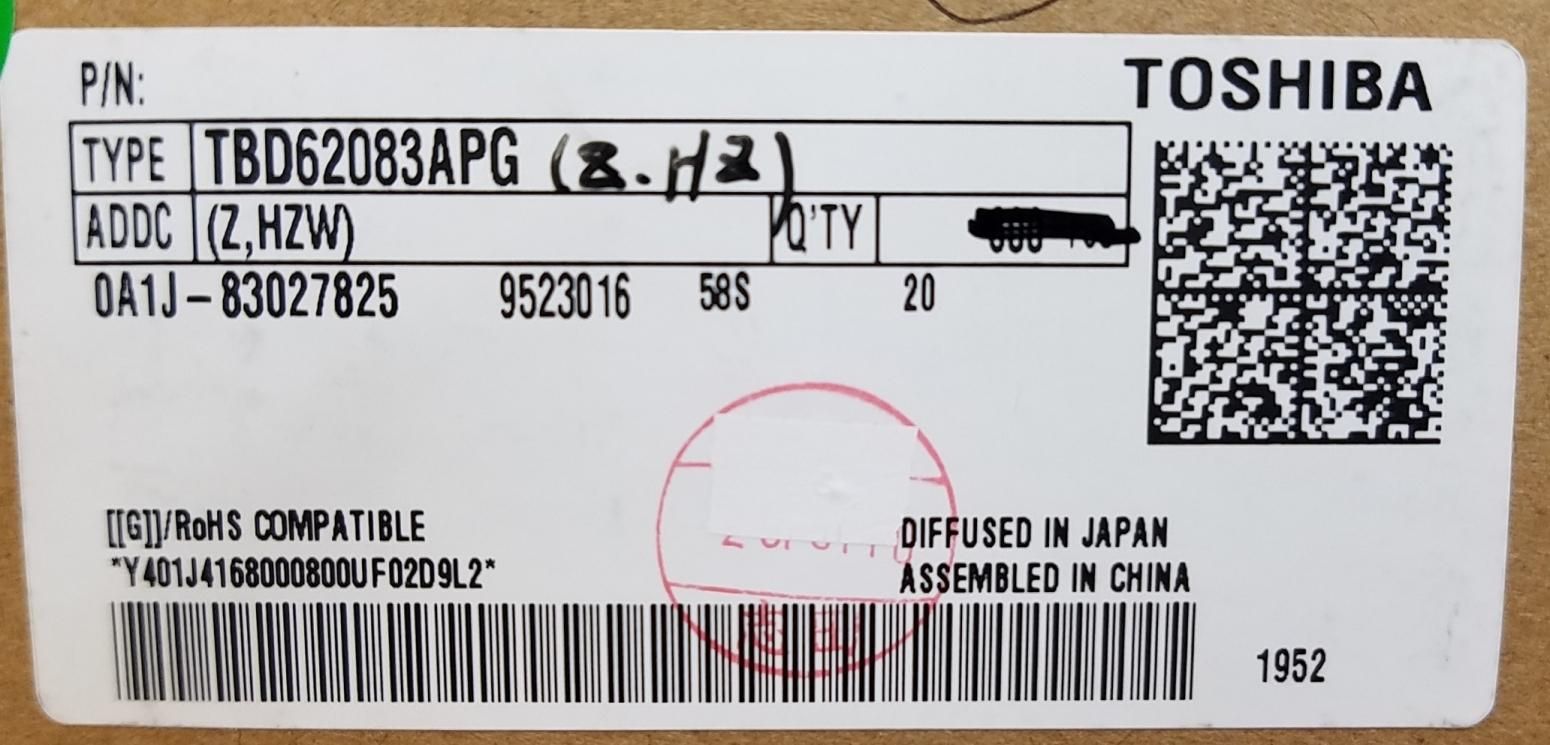 P/N:
TOSHIBA
TYPE TBD62083APG (Z.HZ)
ADDC (Z,HZW) Q'TY
0A1J-83027825 9523016 58S 20
[[G]]/RoHS COMPATIBLE
DIFFUSED IN JAPAN
*Y401J4168000800UF02D9L2*
ASSEMBLED IN CHINA
1952